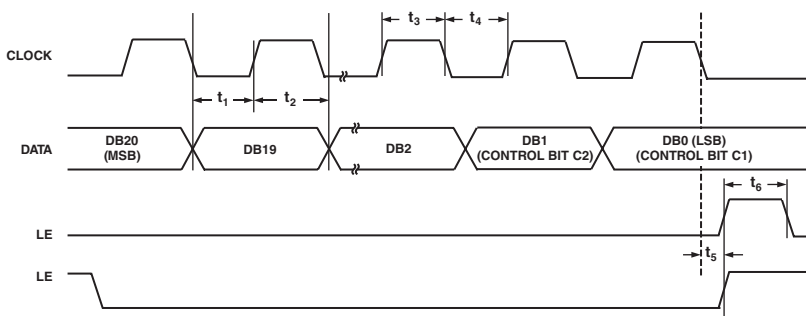 t3 t4
CLOCK
t1 t2
DATA
DB20
(MSB)
DB19
DB2
DB1
(CONTROL BIT C2)
DB0 (LSB)
(CONTROL BIT C1)
t6
LE
t5
LE